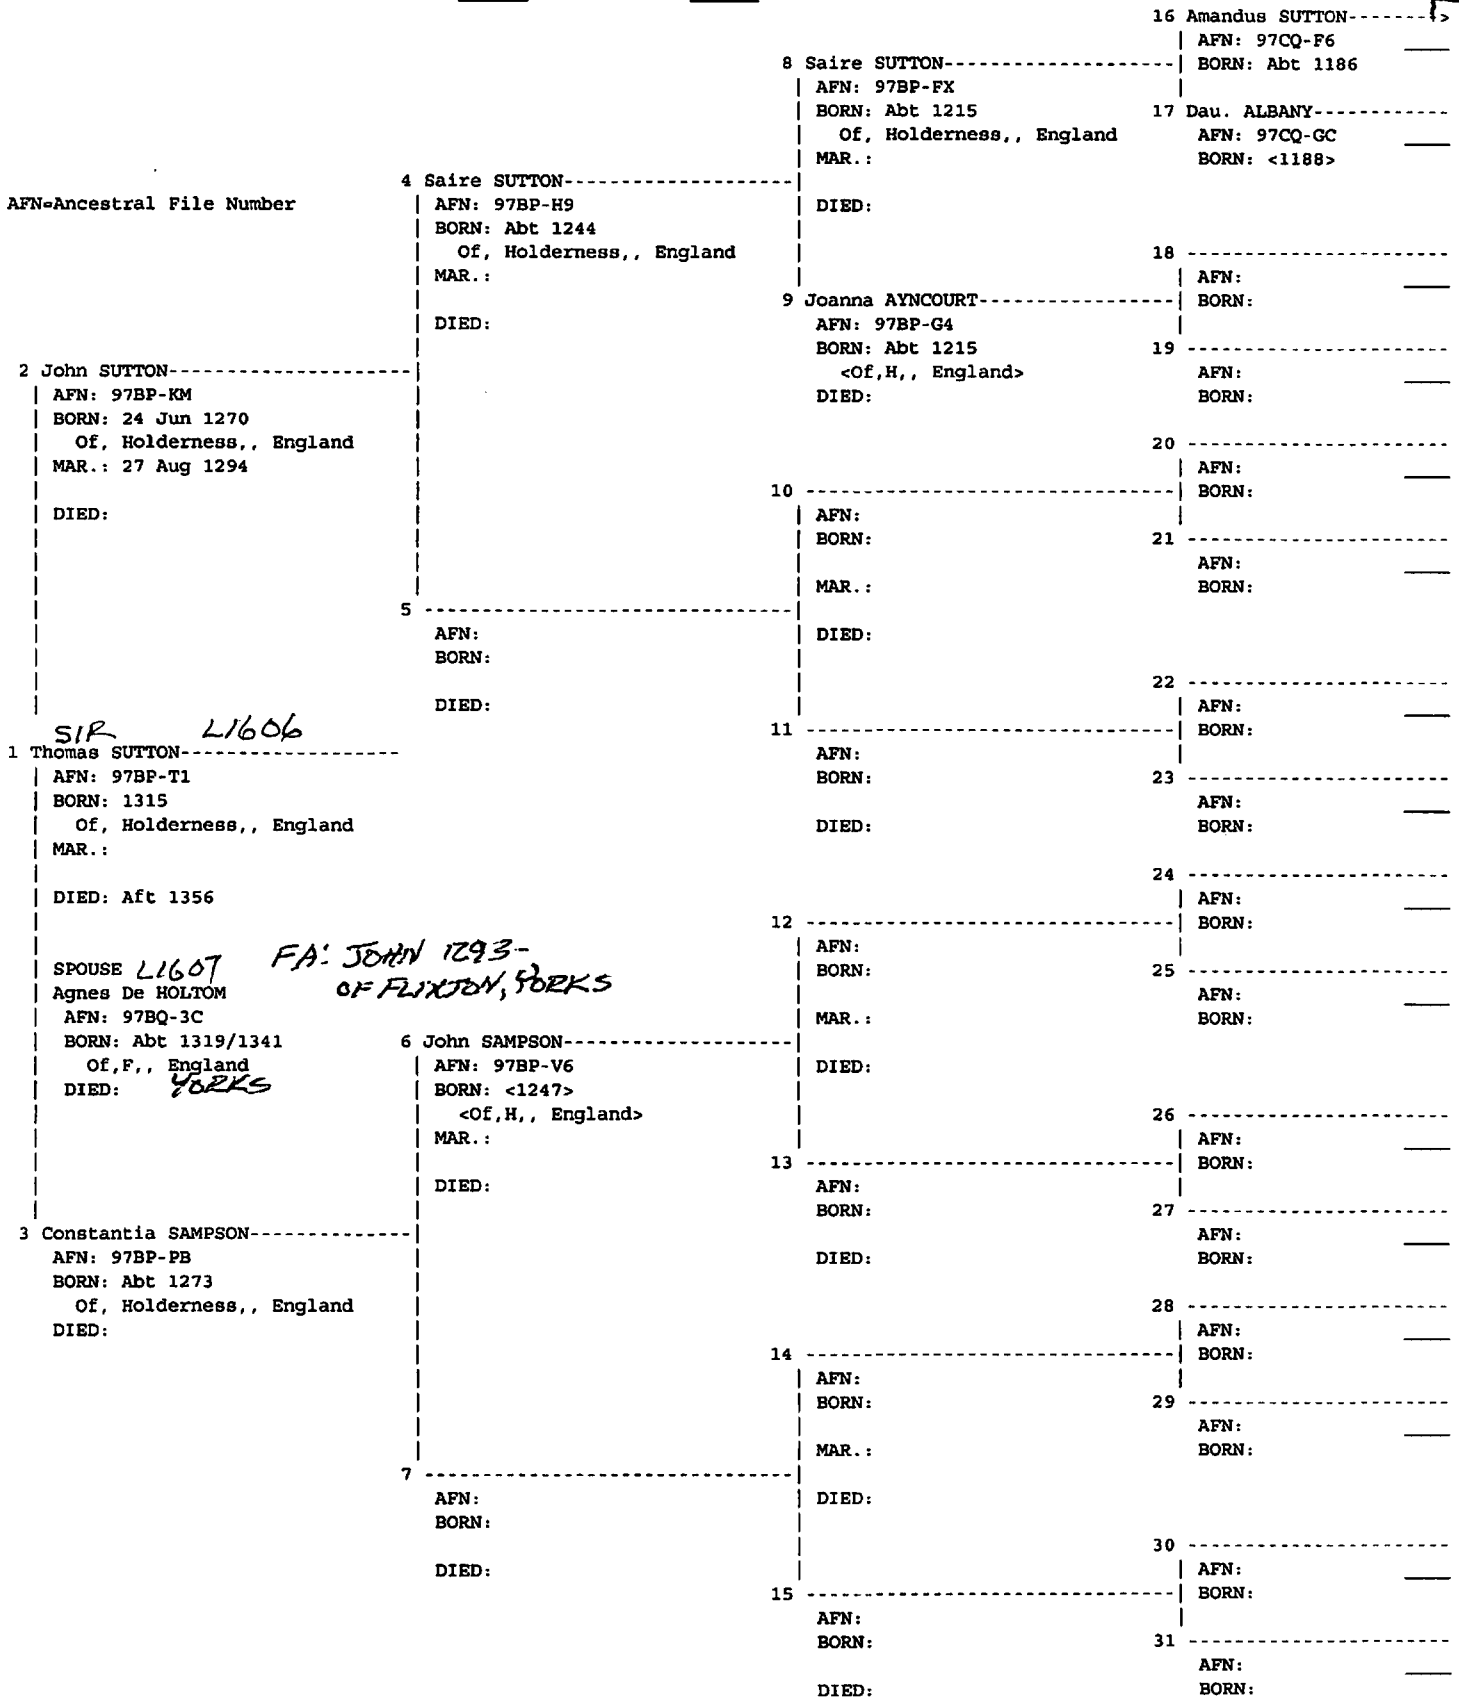 AFN=Ancestral File Number
2 John SUTTON--------------------
AFN: 97BP-KM
BORN: 24 Jun 1270
Of, Holderness,, England
MAR.: 27 Aug 1294
DIED:
SIR L1606
1 Thomas SUTTON------------------
AFN: 97BP-T1
BORN: 1315
Of, Holderness,, England
MAR.:
DIED: Aft 1356
SPOUSE L1607
Agnes De HOLTOM
AFN: 97BQ-3C
BORN: Abt 1319/1341
Of,F,, England
DIED: YORKS
FA: JOHN 1293-
OF FLIXTON, YORKS
3 Constantia SAMPSON-------------
AFN: 97BP-PB
BORN: Abt 1273
Of, Holderness,, England
DIED:
4 Saire SUTTON-------------------
AFN: 97BP-H9
BORN: Abt 1244
Of, Holderness,, England
MAR.:
DIED:
5 -------------------------------
AFN:
BORN:
DIED:
6 John SAMPSON-------------------
AFN: 97BP-V6
BORN: <1247>
<Of,H,, England>
MAR.:
DIED:
7 -------------------------------
AFN:
BORN:
DIED:
8 Saire SUTTON-------------------
AFN: 97BP-FX
BORN: Abt 1215
Of, Holderness,, England
MAR.:
DIED:
9 Joanna AYNCOURT----------------
AFN: 97BP-G4
BORN: Abt 1215
<Of,H,, England>
DIED:
10 -------------------------------
AFN:
BORN:
MAR.:
DIED:
11 -------------------------------
AFN:
BORN:
DIED:
12 -------------------------------
AFN:
BORN:
MAR.:
DIED:
13 -------------------------------
AFN:
BORN:
DIED:
14 -------------------------------
AFN:
BORN:
MAR.:
DIED:
15 -------------------------------
AFN:
BORN:
DIED:
16 Amandus SUTTON------->
AFN: 97CQ-F6
BORN: Abt 1186
17 Dau. ALBANY-----------
AFN: 97CQ-GC
BORN: <1188>
18 ----------------------
AFN:
BORN:
19 ----------------------
AFN:
BORN:
20 ----------------------
AFN:
BORN:
21 ----------------------
AFN:
BORN:
22 ----------------------
AFN:
BORN:
23 ----------------------
AFN:
BORN:
24 ----------------------
AFN:
BORN:
25 ----------------------
AFN:
BORN:
26 ----------------------
AFN:
BORN:
27 ----------------------
AFN:
BORN:
28 ----------------------
AFN:
BORN:
29 ----------------------
AFN:
BORN:
30 ----------------------
AFN:
BORN:
31 ----------------------
AFN:
BORN: